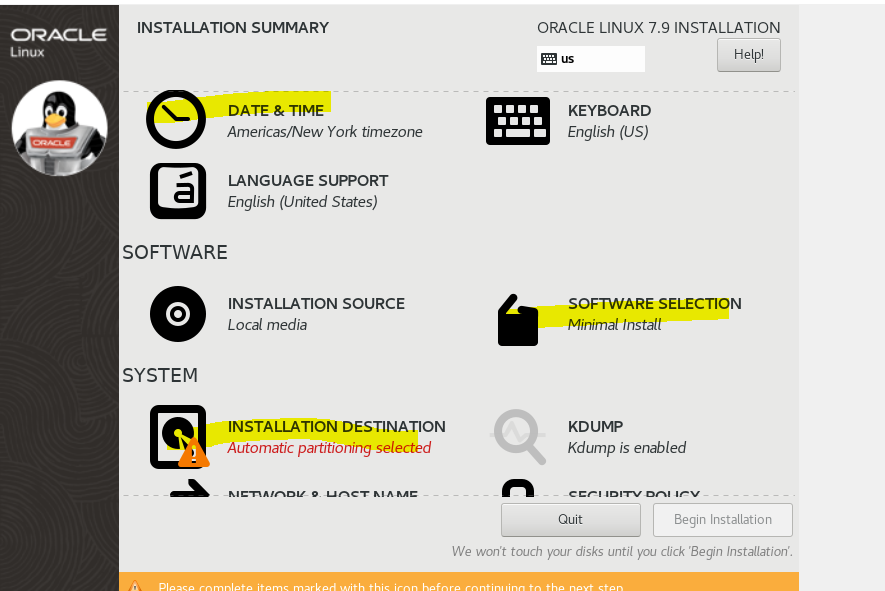 ORACLE
Linux
INSTALLATION SUMMARY
ORACLE LINUX 7.9 INSTALLATION
us
Help!
DATE & TIME
Americas/New York timezone
KEYBOARD
English (US)
LANGUAGE SUPPORT
English (United States)
SOFTWARE
INSTALLATION SOURCE
Local media
SOFTWARE SELECTION
Minimal Install
SYSTEM
INSTALLATION DESTINATION
Automatic partitioning selected
KDUMP
Kdump is enabled
NETWORK & HOST NAME
SECURITY POLICY
Quit
Begin Installation
We won't touch your disks until you click 'Begin Installation'.
Please complete items marked with this icon before continuing to the next step.
ORACLE
á